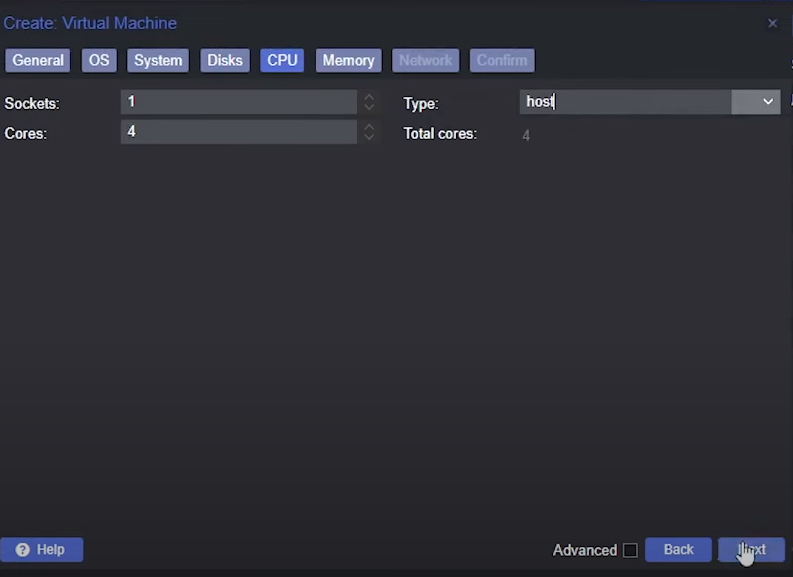 Create: Virtual Machine
General OS System Disks CPU Memory Network Confirm
Sockets: 1 Type: host
Cores: 4 Total cores: 4
Help Advanced Back Next